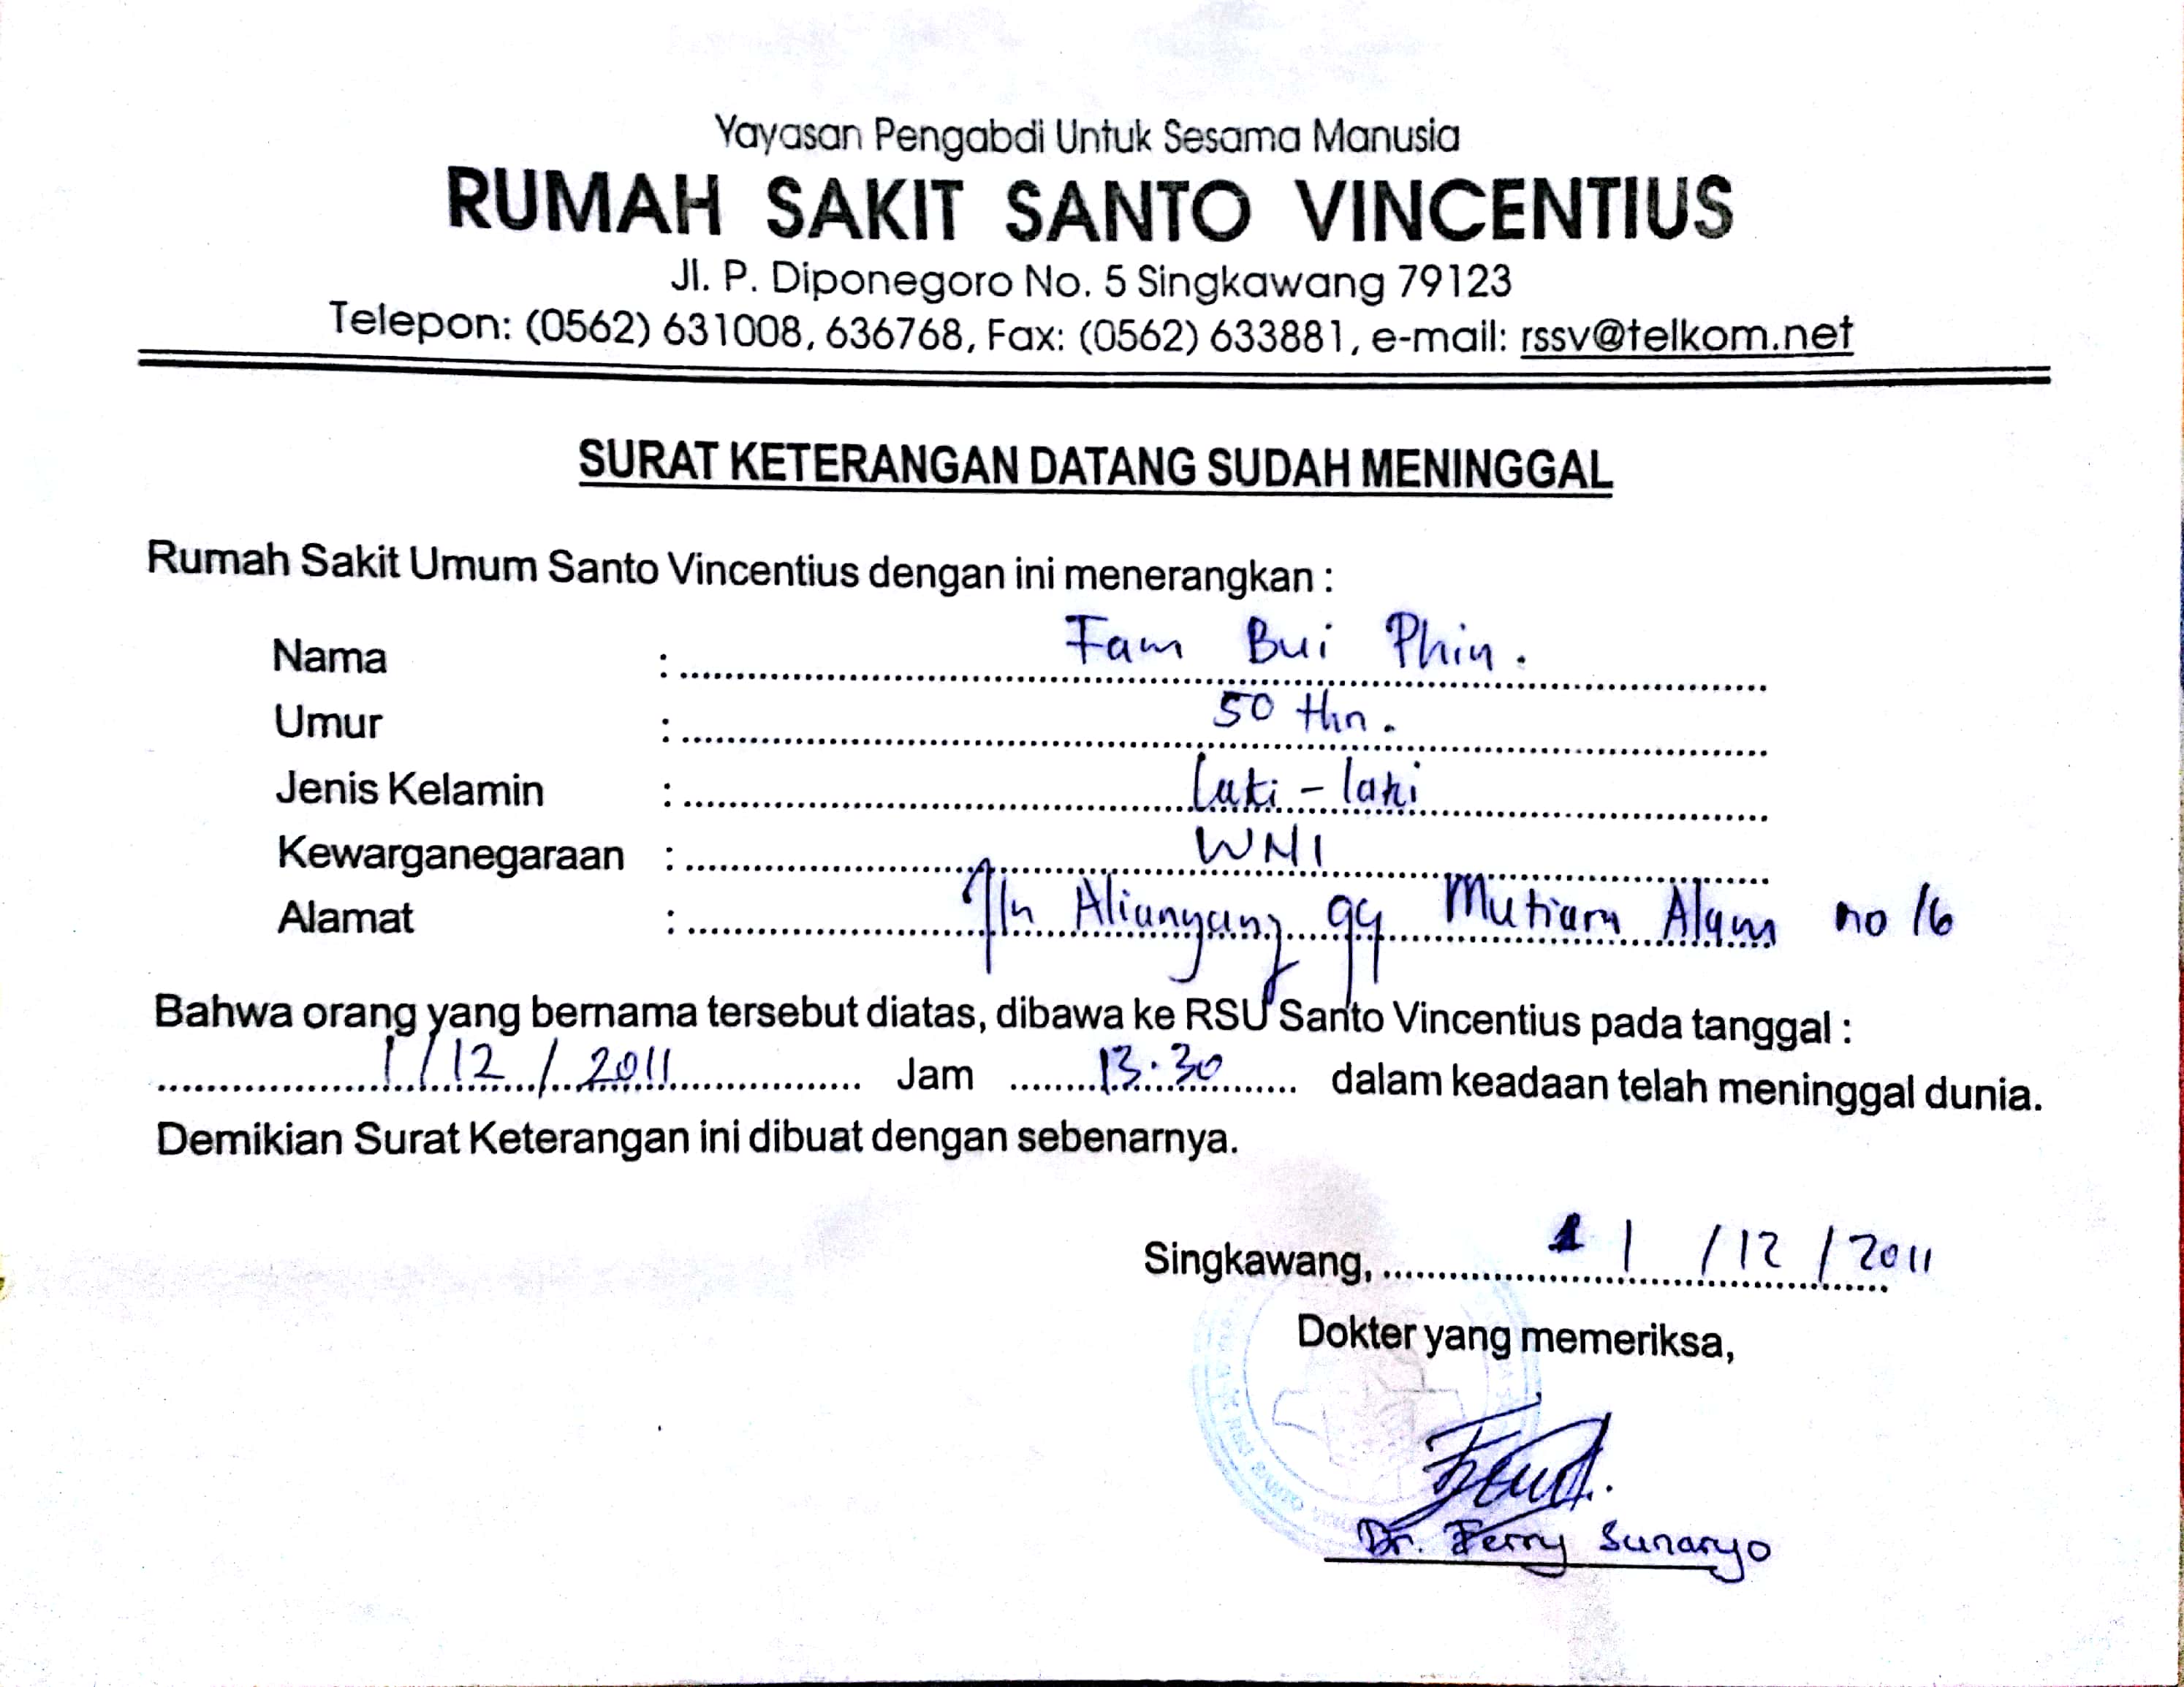 Yayasan Pengabdi Untuk Sesama Manusia
RUMAH SAKIT SANTO VINCENTIUS
Jl. P. Diponegoro No. 5 Singkawang 79123
Telepon: (0562) 631008, 636768, Fax: (0562) 633881, e-mail: rssv@telkom.net
SURAT KETERANGAN DATANG SUDAH MENINGGAL
Rumah Sakit Umum Santo Vincentius dengan ini menerangkan :
Nama : Fam Bui Phin.
Umur : 50 thn.
Jenis Kelamin : Laki - laki
Kewarganegaraan : WNI
Alamat : Jln Aliunyang gg Mutiara Alam no 16
Bahwa orang yang bernama tersebut diatas, dibawa ke RSU Santo Vincentius pada tanggal :
1 / 12 / 2011 Jam 13.30 dalam keadaan telah meninggal dunia.
Demikian Surat Keterangan ini dibuat dengan sebenarnya.
Singkawang, 1 / 12 / 2011
Dokter yang memeriksa,
Dr. Ferry Sunaryo